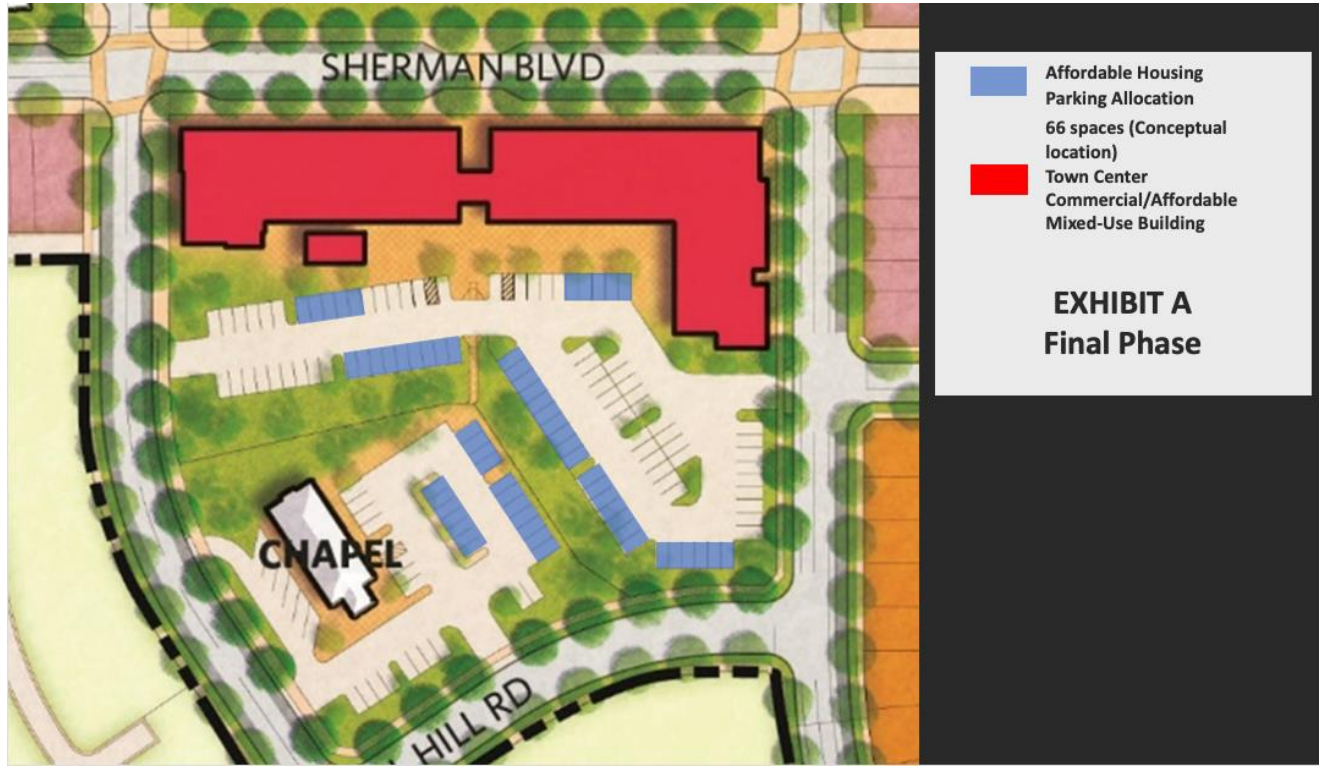 SHERMAN BLVD
CHAPEL
HILL RD
Affordable Housing
Parking Allocation
66 spaces (Conceptual
location)
Town Center
Commercial/Affordable
Mixed-Use Building
EXHIBIT A
Final Phase